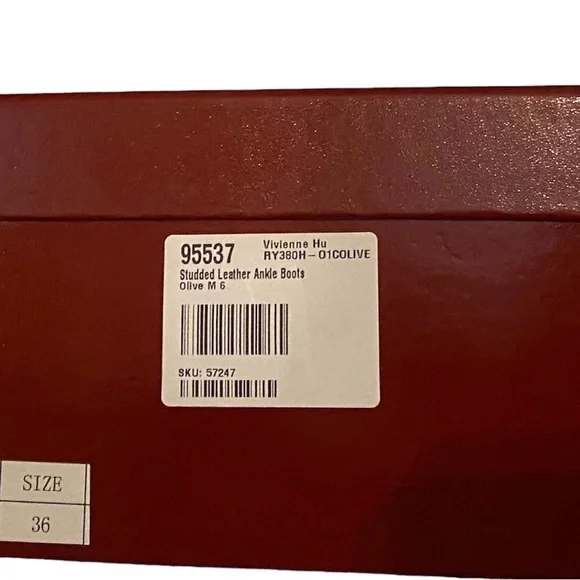 95537 Vivienne Hu
RY380H-01COLIVE
Studded Leather Ankle Boots
Olive M 6
SKU: 57247
SIZE
36